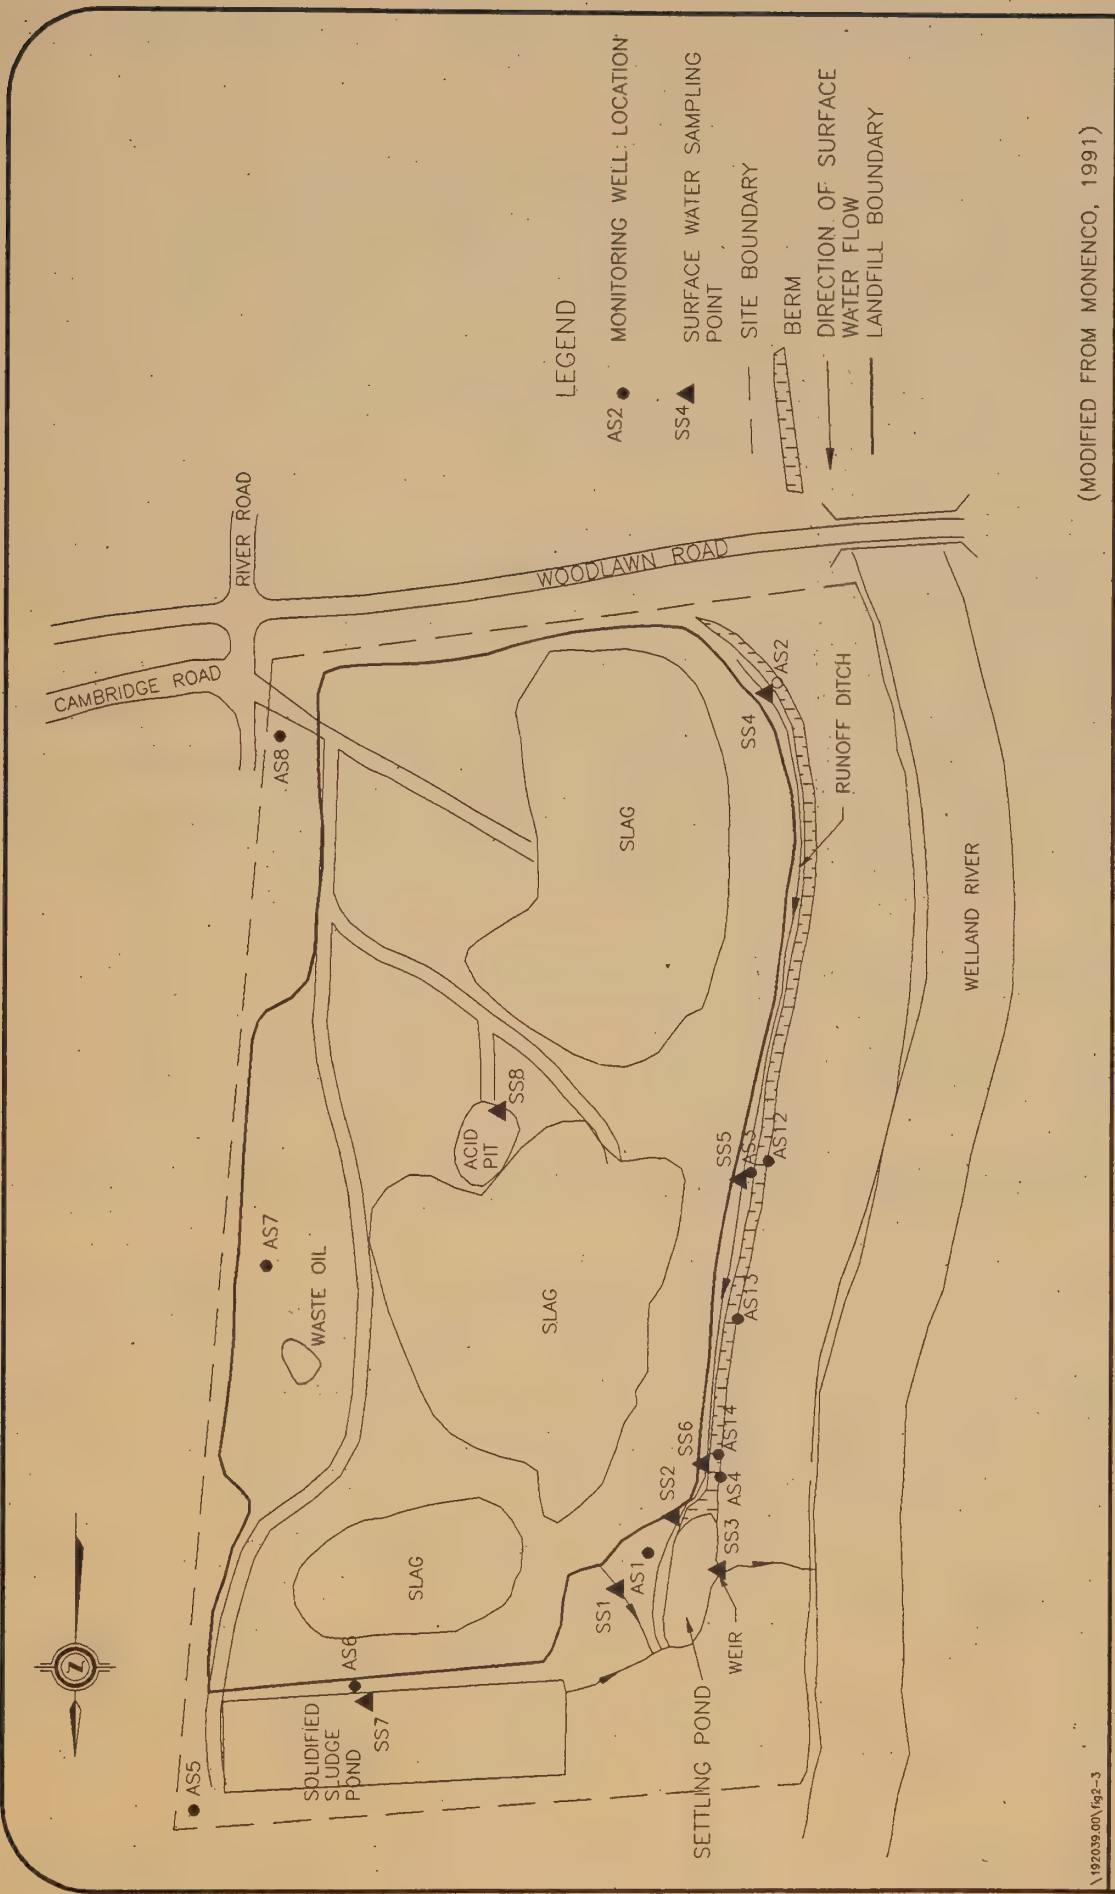 CAMBRIDGE ROAD
RIVER ROAD
WOODLAWN ROAD
AS8
AS7
WASTE OIL
AS5
AS6
SOLIDIFIED
SLUDGE
POND
SS7
SLAG
SLAG
SLAG
ACID
PIT
SS8
SS4
AS2
RUNOFF DITCH
SS5
AS3
AS12
AS13
SS6
AS14
AS4
SS2
SS3
AS1
SS1
WEIR
SETTLING POND
WELLAND RIVER
N
LEGEND
AS2 MONITORING WELL LOCATION
SS4 SURFACE WATER SAMPLING
POINT
SITE BOUNDARY
BERM
DIRECTION OF SURFACE
WATER FLOW
LANDFILL BOUNDARY
(MODIFIED FROM MONENCO, 1991)
\192039.00\fig2-3